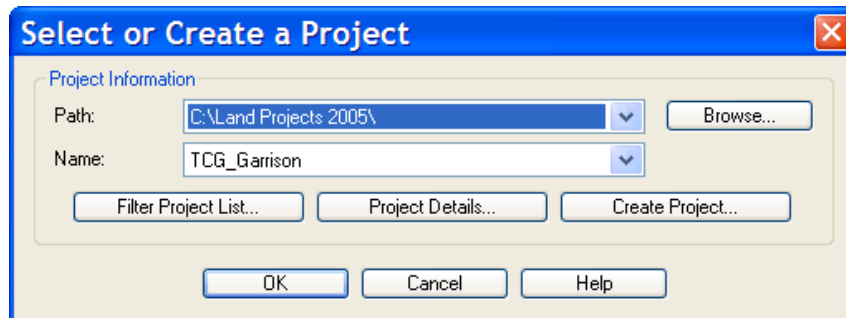 Select or Create a Project
Project Information
Path: C:\Land Projects 2005\ Browse...
Name: TCG_Garrison
Filter Project List... Project Details... Create Project...
OK Cancel Help